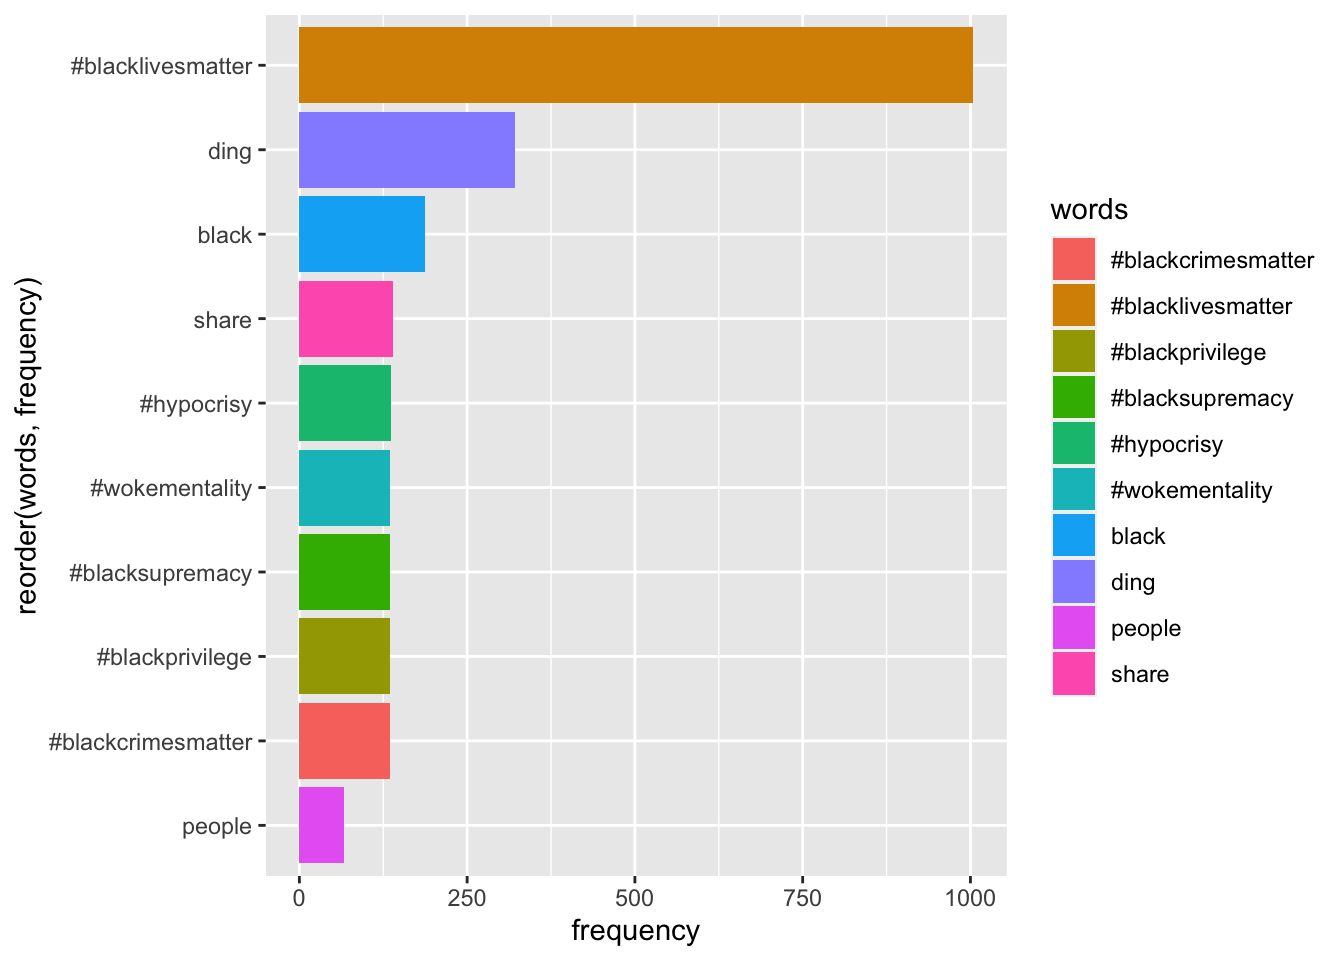 #blacklivesmatter
ding
black
share
#hypocrisy
#wokementality
#blacksupremacy
#blackprivilege
#blackcrimesmatter
people
reorder(words, frequency)
0 250 500 750 1000
frequency
words
#blackcrimesmatter
#blacklivesmatter
#blackprivilege
#blacksupremacy
#hypocrisy
#wokementality
black
ding
people
share